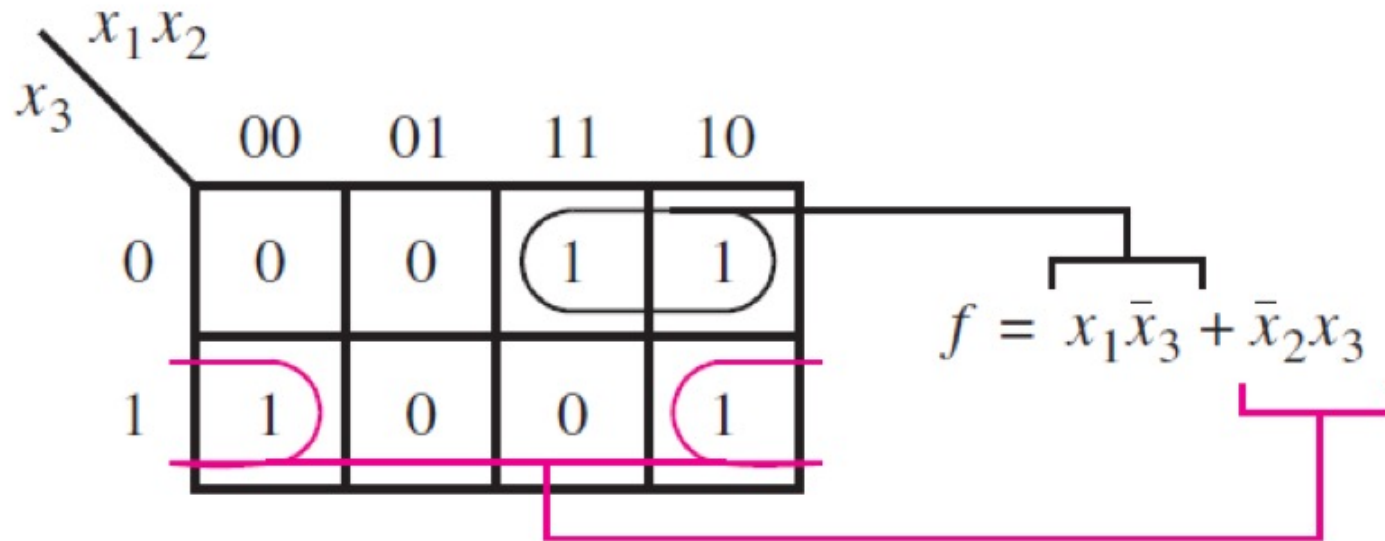 x₁x₂
x₃
00 01 11 10
0 0 0 1 1
f = x₁x̄₃ + x̄₂x₃
1 1 0 0 1